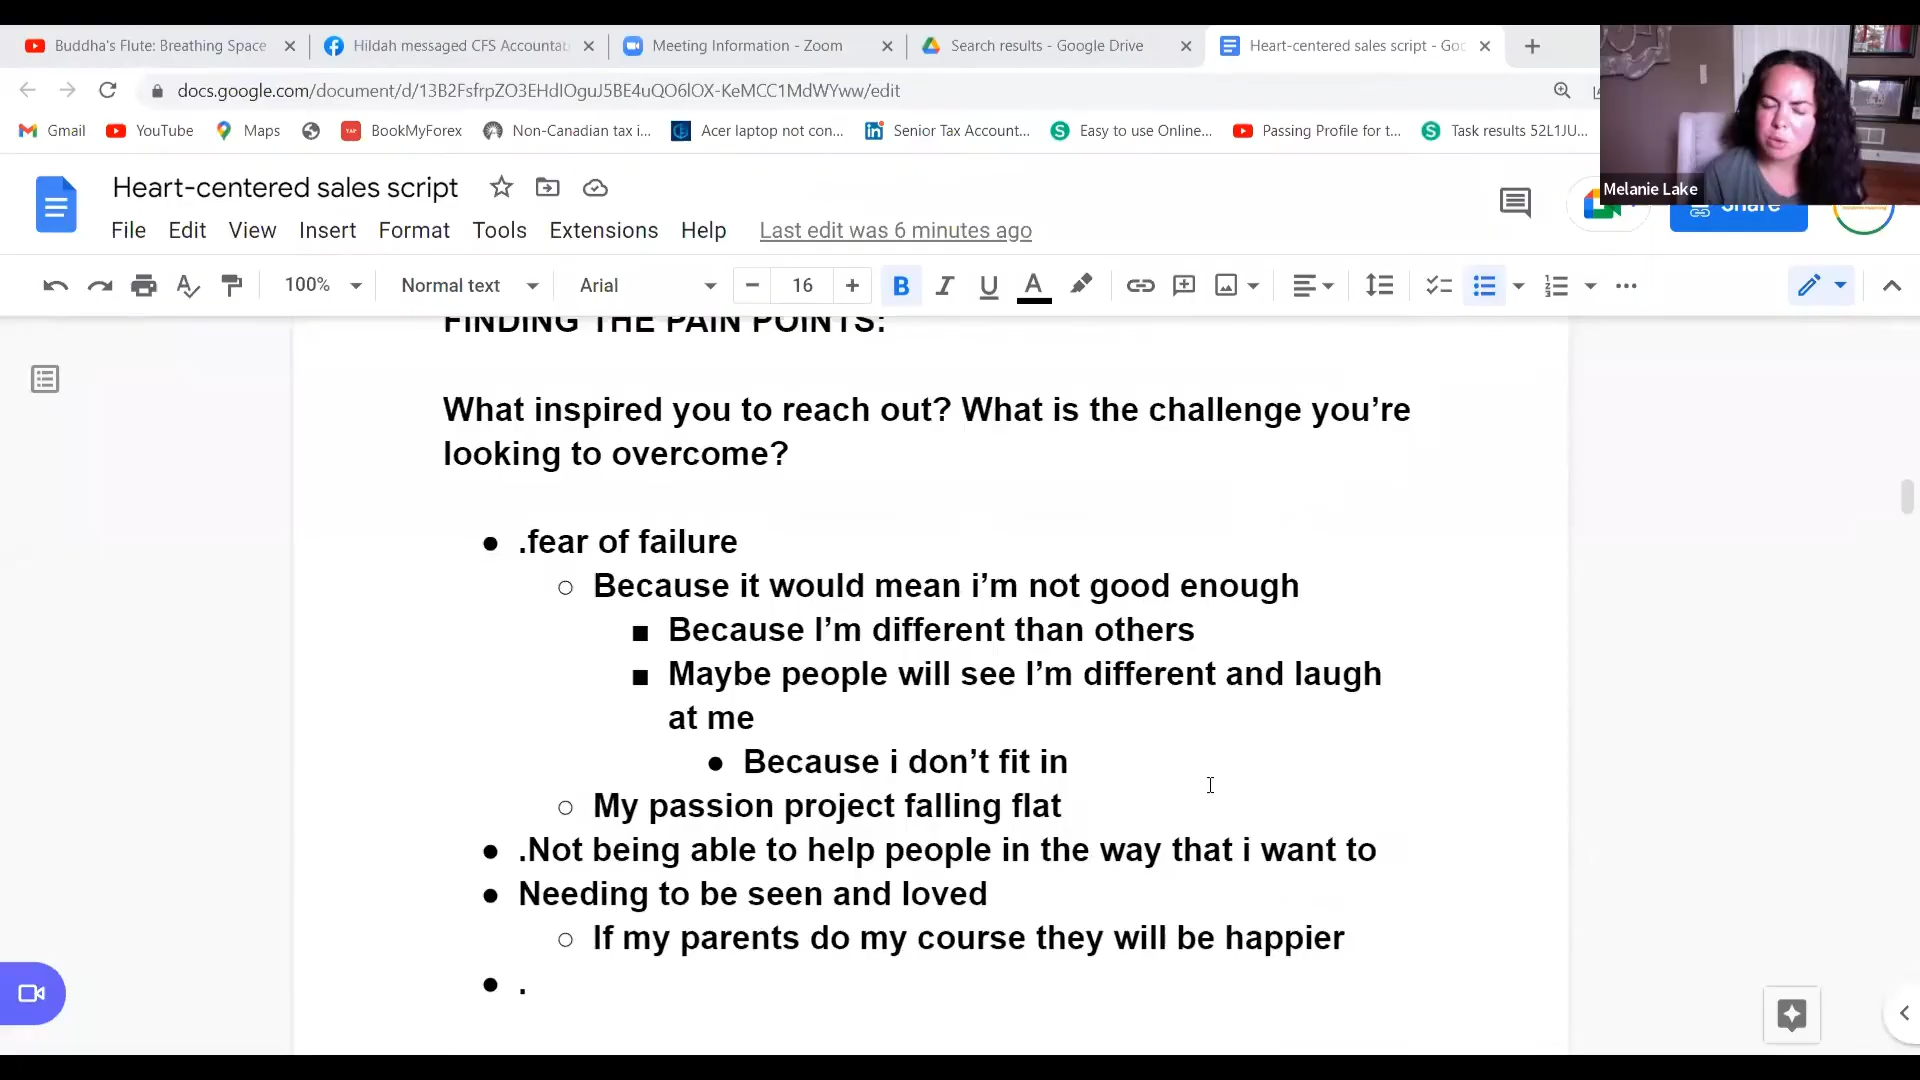 Buddha's Flute: Breathing Space
Hildah messaged CFS Accountab
Meeting Information - Zoom
Search results - Google Drive
Heart-centered sales script - Goo
docs.google.com/document/d/13B2FsfrpZO3EHdIOguJ5BE4uQO6lOX-KeMCC1MdWYww/edit
Gmail YouTube Maps BookMyForex Non-Canadian tax i... Acer laptop not con... Senior Tax Account... Easy to use Online... Passing Profile for t... Task results 52L1JU...
Melanie Lake
Heart-centered sales script
Share
File Edit View Insert Format Tools Extensions Help Last edit was 6 minutes ago
100% Normal text Arial 16
FINDING THE PAIN POINTS:
What inspired you to reach out? What is the challenge you’re
looking to overcome?
● .fear of failure
○ Because it would mean i’m not good enough
■ Because I’m different than others
■ Maybe people will see I’m different and laugh
at me
● Because i don’t fit in
○ My passion project falling flat
● .Not being able to help people in the way that i want to
● Needing to be seen and loved
○ If my parents do my course they will be happier
● .